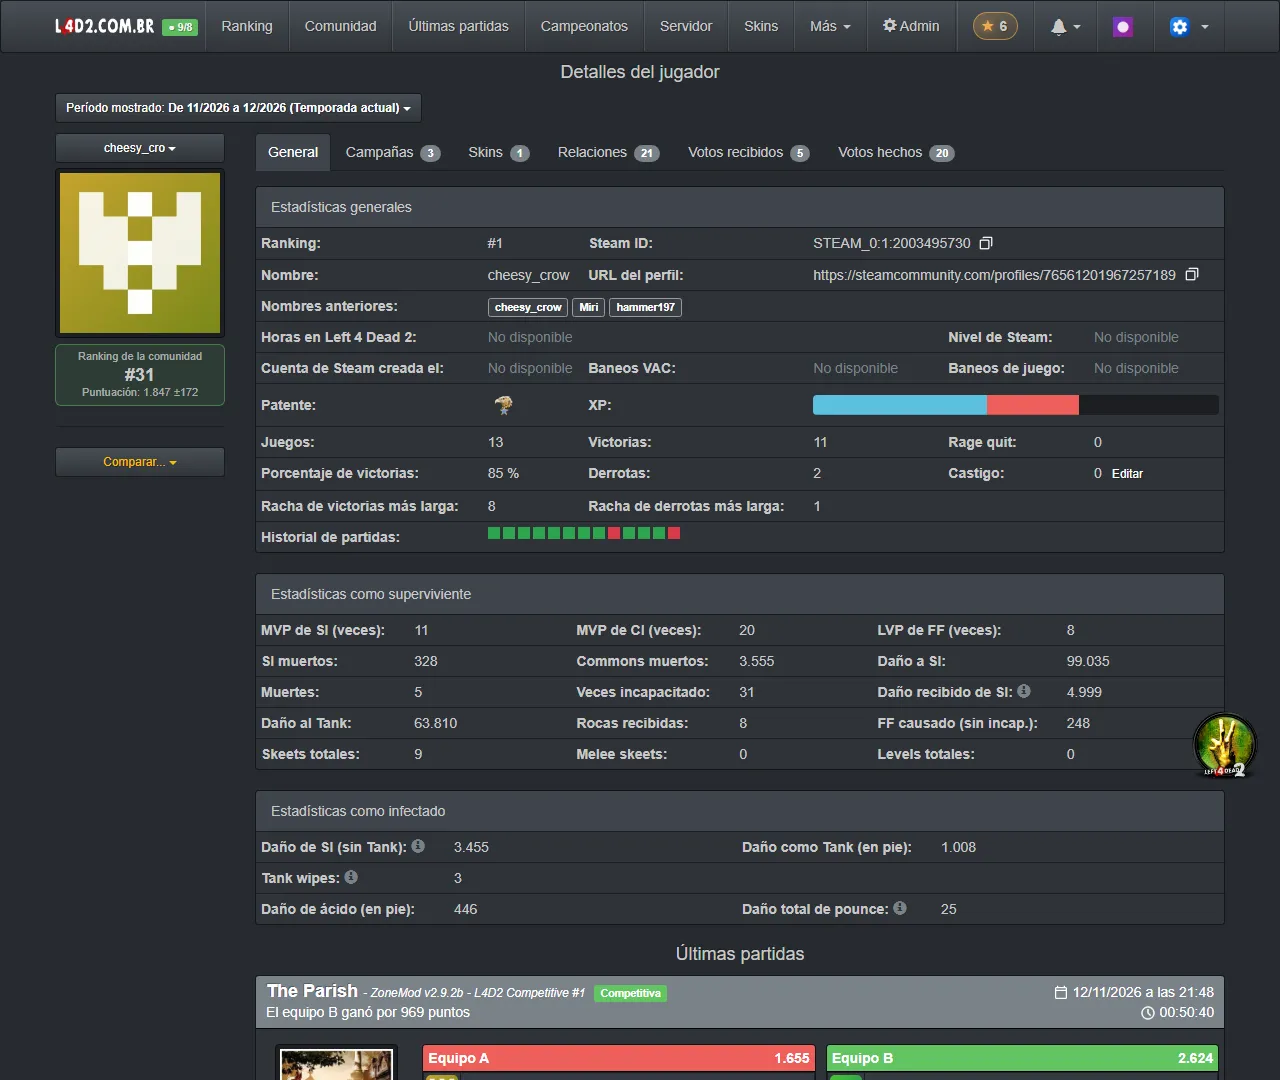 L4D2.COM.BR
9/8
Ranking
Comunidad
Últimas partidas
Campeonatos
Servidor
Skins
Más
Admin
6
Detalles del jugador
Período mostrado: De 11/2026 a 12/2026 (Temporada actual)
cheesy_cro
General
Campañas 3
Skins 1
Relaciones 21
Votos recibidos 5
Votos hechos 20
Ranking de la comunidad
#31
Puntuación: 1.847 ±172
Comparar...
Estadísticas generales
Ranking: #1 Steam ID: STEAM_0:1:2003495730
Nombre: cheesy_crow URL del perfil: https://steamcommunity.com/profiles/76561201967257189
Nombres anteriores: cheesy_crow Miri hammer197
Horas en Left 4 Dead 2: No disponible Nivel de Steam: No disponible
Cuenta de Steam creada el: No disponible Baneos VAC: No disponible Baneos de juego: No disponible
Patente: XP:
Juegos: 13 Victorias: 11 Rage quit: 0
Porcentaje de victorias: 85 % Derrotas: 2 Castigo: 0 Editar
Racha de victorias más larga: 8 Racha de derrotas más larga: 1
Historial de partidas:
Estadísticas como superviviente
MVP de SI (veces): 11 MVP de CI (veces): 20 LVP de FF (veces): 8
SI muertos: 328 Commons muertos: 3.555 Daño a SI: 99.035
Muertes: 5 Veces incapacitado: 31 Daño recibido de SI: 4.999
Daño al Tank: 63.810 Rocas recibidas: 8 FF causado (sin incap.): 248
Skeets totales: 9 Melee skeets: 0 Levels totales: 0
LEFT 4 DEAD 2
Estadísticas como infectado
Daño de SI (sin Tank): 3.455 Daño como Tank (en pie): 1.008
Tank wipes: 3
Daño de ácido (en pie): 446 Daño total de pounce: 25
Últimas partidas
The Parish - ZoneMod v2.9.2b - L4D2 Competitive #1 Competitiva
12/11/2026 a las 21:48
El equipo B ganó por 969 puntos
00:50:40
Equipo A 1.655
Equipo B 2.624